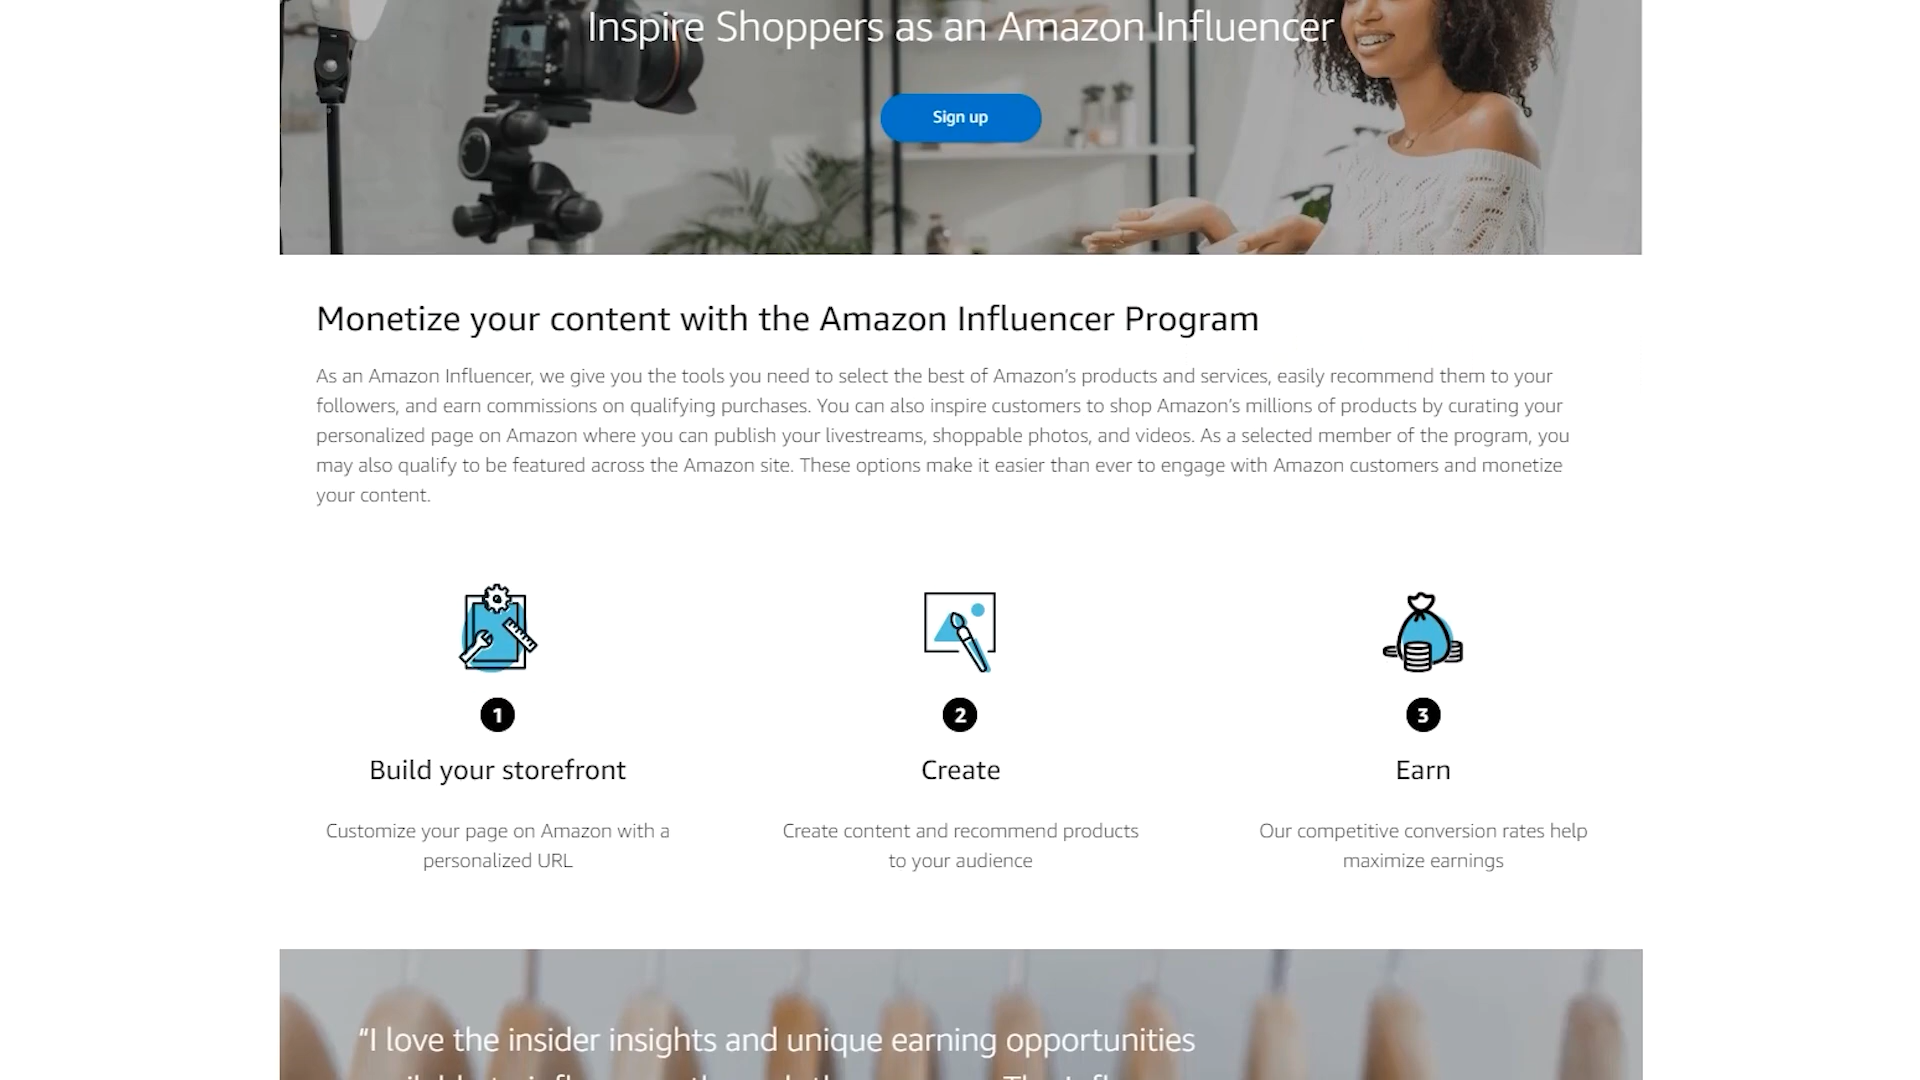 Inspire Shoppers as an Amazon Influencer
Sign up
Monetize your content with the Amazon Influencer Program
As an Amazon Influencer, we give you the tools you need to select the best of Amazon’s products and services, easily recommend them to your
followers, and earn commissions on qualifying purchases. You can also inspire customers to shop Amazon’s millions of products by curating your
personalized page on Amazon where you can publish your livestreams, shoppable photos, and videos. As a selected member of the program, you
may also qualify to be featured across the Amazon site. These options make it easier than ever to engage with Amazon customers and monetize
your content.
1
Build your storefront
Customize your page on Amazon with a
personalized URL
2
Create
Create content and recommend products
to your audience
3
Earn
Our competitive conversion rates help
maximize earnings
“I love the insider insights and unique earning opportunities